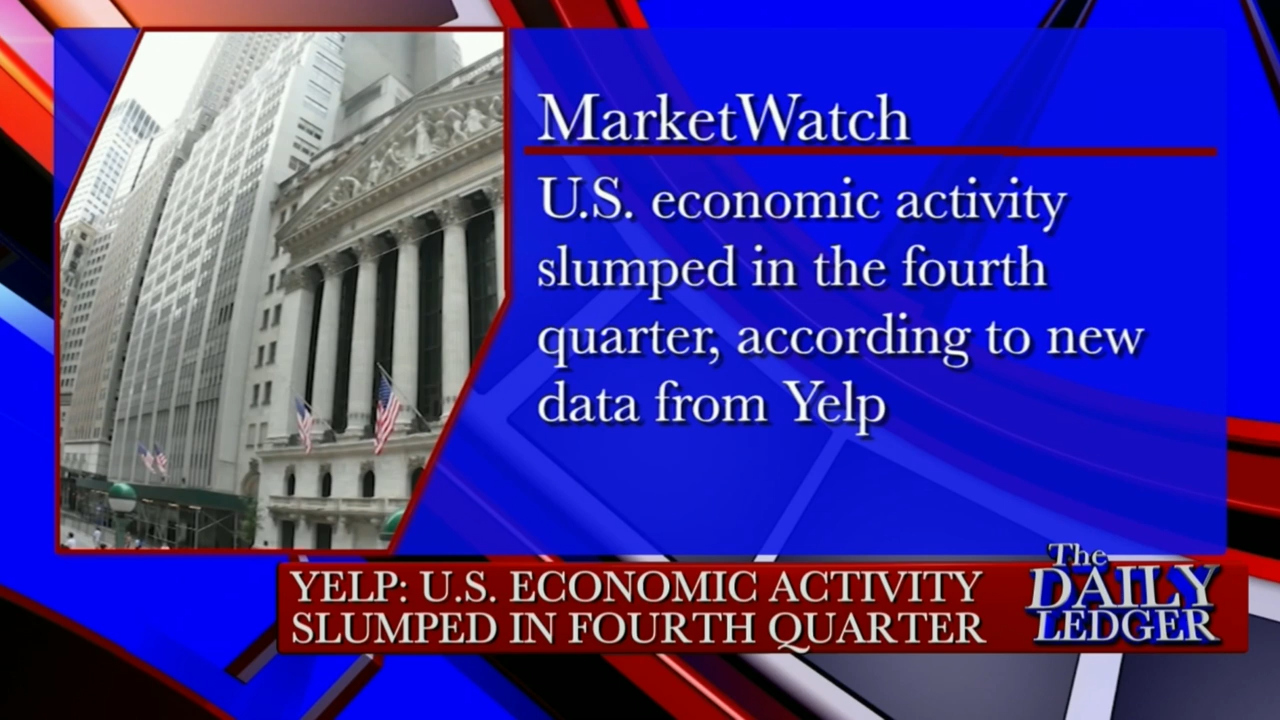 MarketWatch
U.S. economic activity
slumped in the fourth
quarter, according to new
data from Yelp
YELP: U.S. ECONOMIC ACTIVITY
SLUMPED IN FOURTH QUARTER
The
DAILY
LEDGER